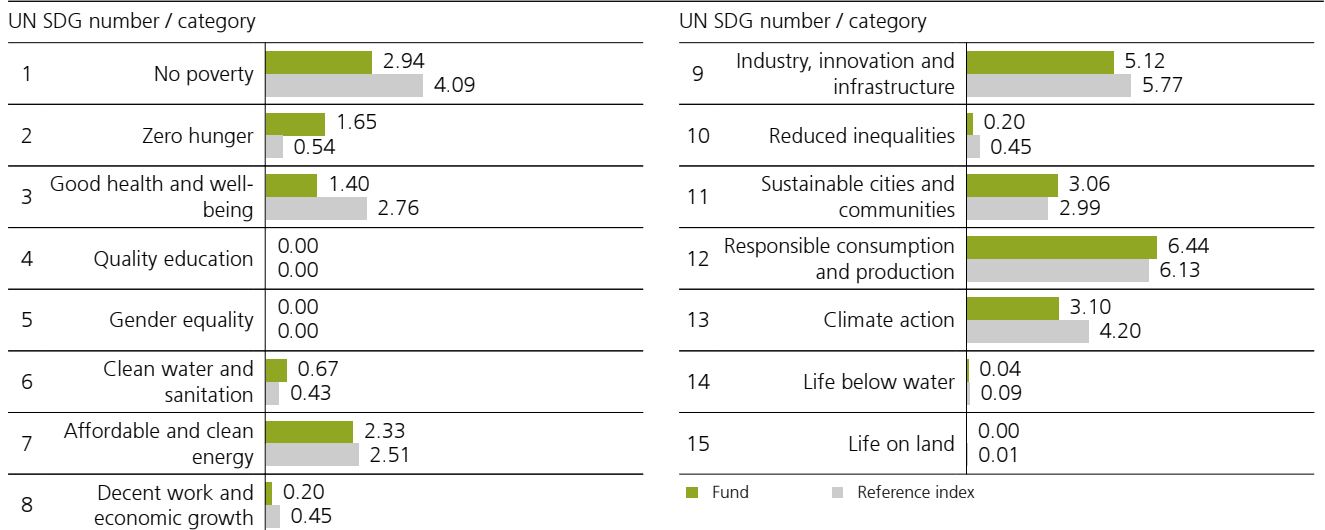 UN SDG number / category
1 No poverty 2.94
4.09
2 Zero hunger 1.65
0.54
3 Good health and well-
being 1.40
2.76
4 Quality education 0.00
0.00
5 Gender equality 0.00
0.00
6 Clean water and
sanitation 0.67
0.43
7 Affordable and clean
energy 2.33
2.51
8 Decent work and
economic growth 0.20
0.45
UN SDG number / category
9 Industry, innovation and
infrastructure 5.12
5.77
10 Reduced inequalities 0.20
0.45
11 Sustainable cities and
communities 3.06
2.99
12 Responsible consumption
and production 6.44
6.13
13 Climate action 3.10
4.20
14 Life below water 0.04
0.09
15 Life on land 0.00
0.01
Fund Reference index